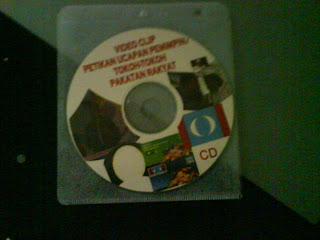 VIDEO CLIP
PETIKAN UCAPAN PEMIMPIN/
TOKOH-TOKOH
PAKATAN RAKYAT
CD